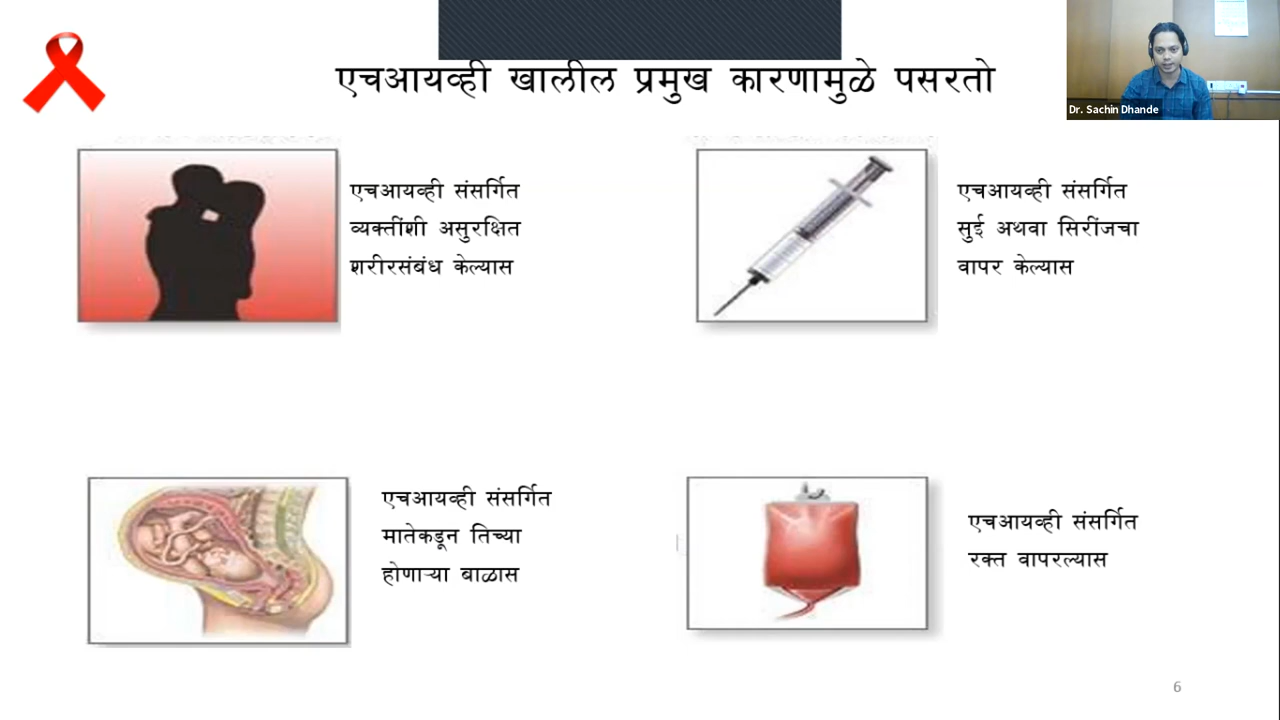 एचआयव्ही खालील प्रमुख कारणामुळे पसरतो
Dr. Sachin Dhande
एचआयव्ही संसर्गित
व्यक्तींशी असुरक्षित
शरीरसंबंध केल्यास
एचआयव्ही संसर्गित
सुई अथवा सिरींजचा
वापर केल्यास
एचआयव्ही संसर्गित
मातेकडून तिच्या
होणाऱ्या बाळास
एचआयव्ही संसर्गित
रक्त वापरल्यास
6